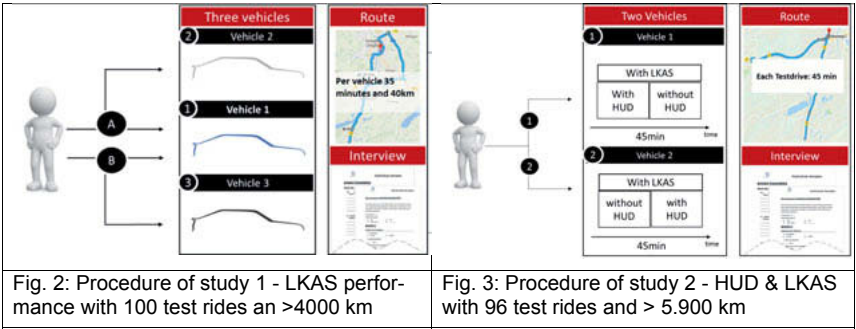 Three vehicles
2 Vehicle 2
A
1 Vehicle 1
B
3 Vehicle 3
Route
Per vehicle 35
minutes and 40km
Interview
Fig. 2: Procedure of study 1 - LKAS perfor-
mance with 100 test rides an >4000 km
Two Vehicles
1 Vehicle 1
With LKAS
With
HUD
without
HUD
time
45min
1
2
2 Vehicle 2
With LKAS
without
HUD
with
HUD
time
45min
Route
Each Testdrive: 45 min
Interview
Fig. 3: Procedure of study 2 - HUD & LKAS
with 96 test rides and > 5.900 km